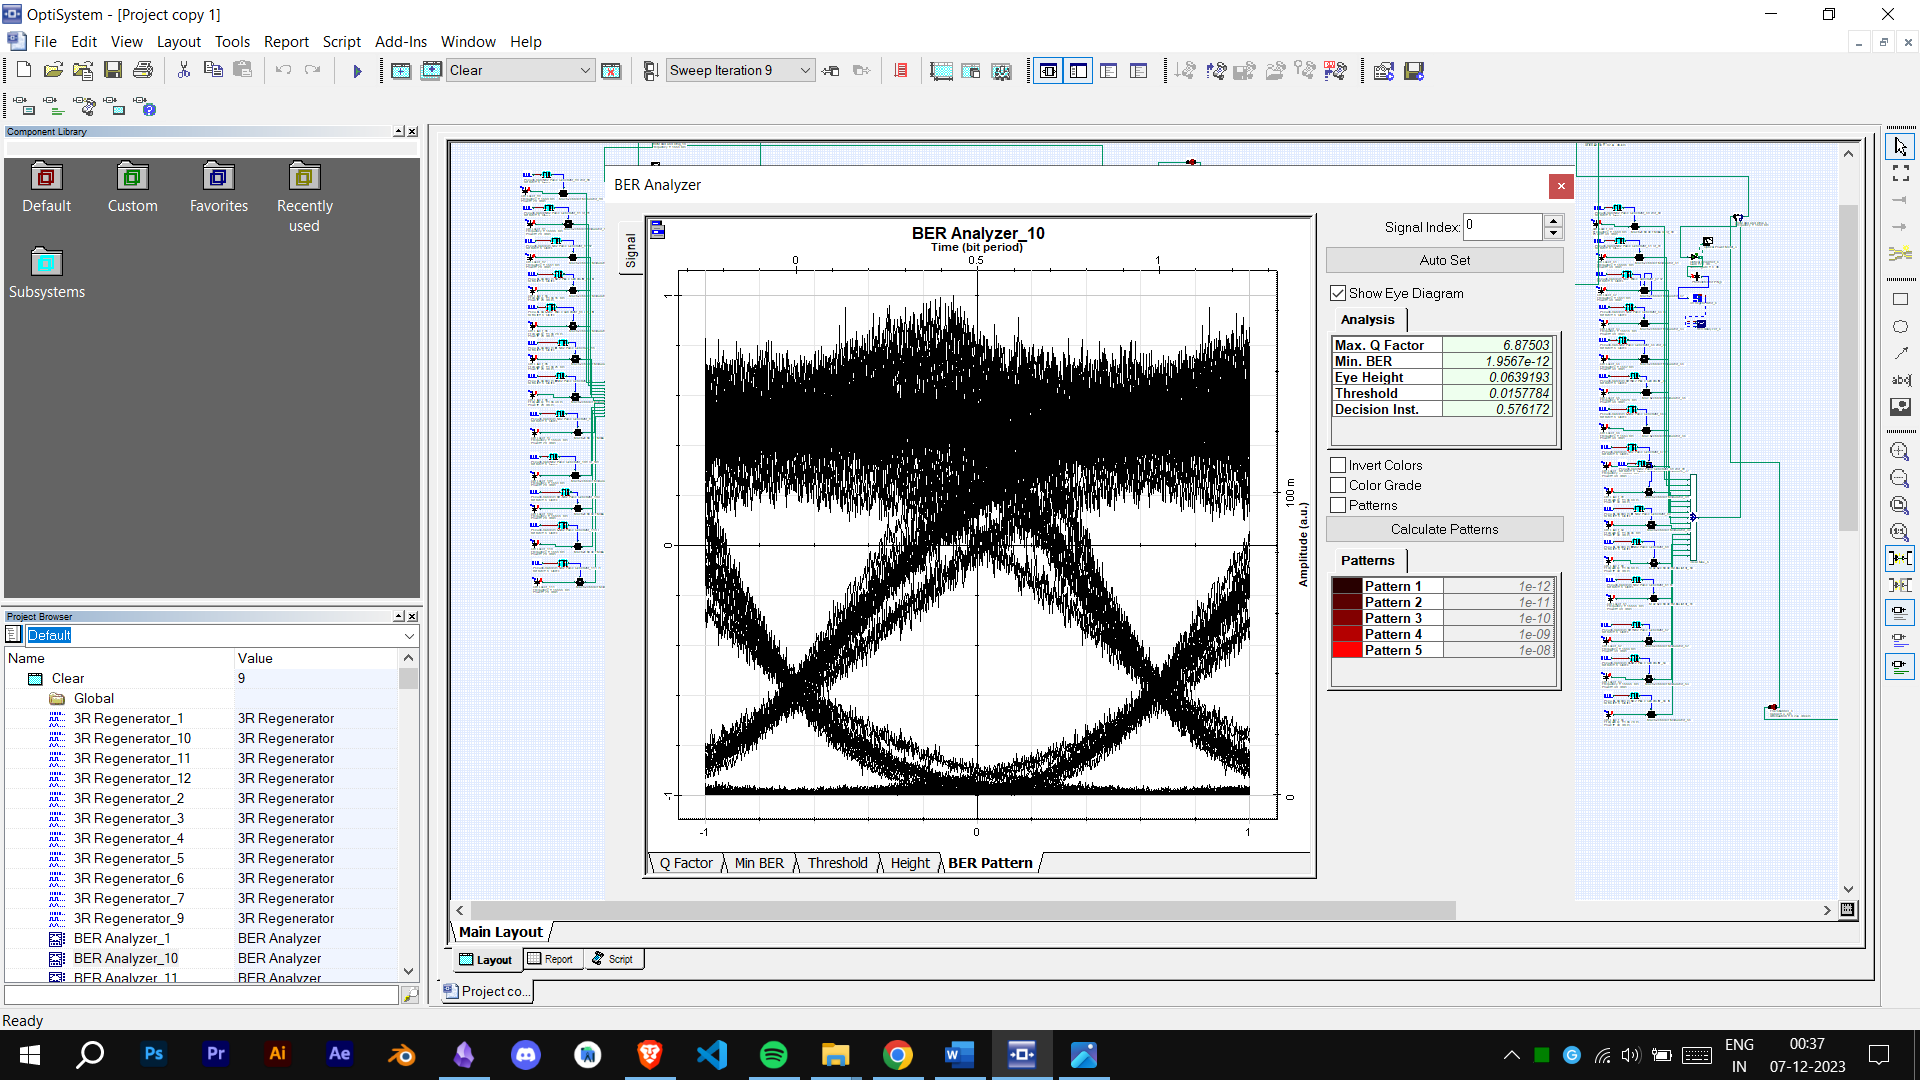 OptiSystem - [Project copy 1]
File Edit View Layout Tools Report Script Add-Ins Window Help
Clear
Sweep Iteration 9
Component Library
Default
Custom
Favorites
Recently used
Subsystems
Project Browser
Default
Name Value
Clear 9
Global
3R Regenerator_1 3R Regenerator
3R Regenerator_10 3R Regenerator
3R Regenerator_11 3R Regenerator
3R Regenerator_12 3R Regenerator
3R Regenerator_2 3R Regenerator
3R Regenerator_3 3R Regenerator
3R Regenerator_4 3R Regenerator
3R Regenerator_5 3R Regenerator
3R Regenerator_6 3R Regenerator
3R Regenerator_7 3R Regenerator
3R Regenerator_9 3R Regenerator
BER Analyzer_1 BER Analyzer
BER Analyzer_10 BER Analyzer
BER Analyzer_11 BER Analyzer
BER Analyzer
Signal
BER Analyzer_10
Time (bit period)
0 0.5 1
1
0
-1
-1 0 1
100 m
0
Amplitude (a.u.)
Q Factor Min BER Threshold Height BER Pattern
Signal Index: 0
Auto Set
Show Eye Diagram
Analysis
Max. Q Factor 6.87503
Min. BER 1.9567e-12
Eye Height 0.0639193
Threshold 0.0157784
Decision Inst. 0.576172
Invert Colors
Color Grade
Patterns
Calculate Patterns
Patterns
Pattern 1 1e-12
Pattern 2 1e-11
Pattern 3 1e-10
Pattern 4 1e-09
Pattern 5 1e-08
Main Layout
Layout Report Script
Project co...
Ready
Ps Pr Ai Ae
ENG
IN
00:37
07-12-2023